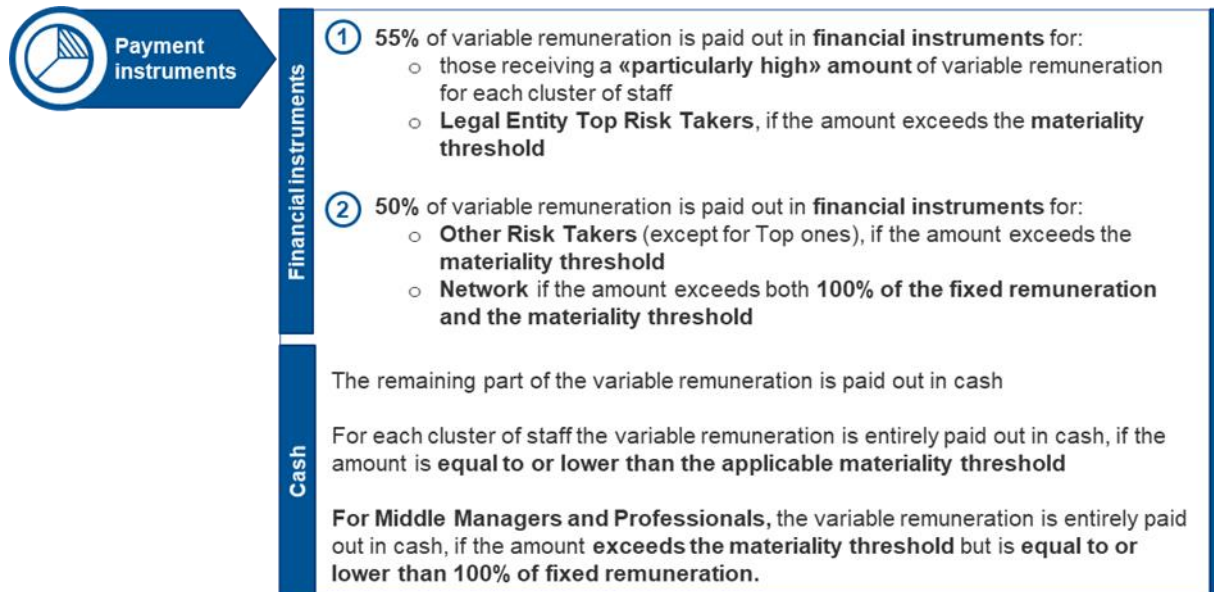 Payment
instruments
Financial instruments
1 55% of variable remuneration is paid out in financial instruments for:
o those receiving a «particularly high» amount of variable remuneration
for each cluster of staff
o Legal Entity Top Risk Takers, if the amount exceeds the materiality
threshold
2 50% of variable remuneration is paid out in financial instruments for:
o Other Risk Takers (except for Top ones), if the amount exceeds the
materiality threshold
o Network if the amount exceeds both 100% of the fixed remuneration
and the materiality threshold
Cash
The remaining part of the variable remuneration is paid out in cash
For each cluster of staff the variable remuneration is entirely paid out in cash, if the
amount is equal to or lower than the applicable materiality threshold
For Middle Managers and Professionals, the variable remuneration is entirely paid
out in cash, if the amount exceeds the materiality threshold but is equal to or
lower than 100% of fixed remuneration.